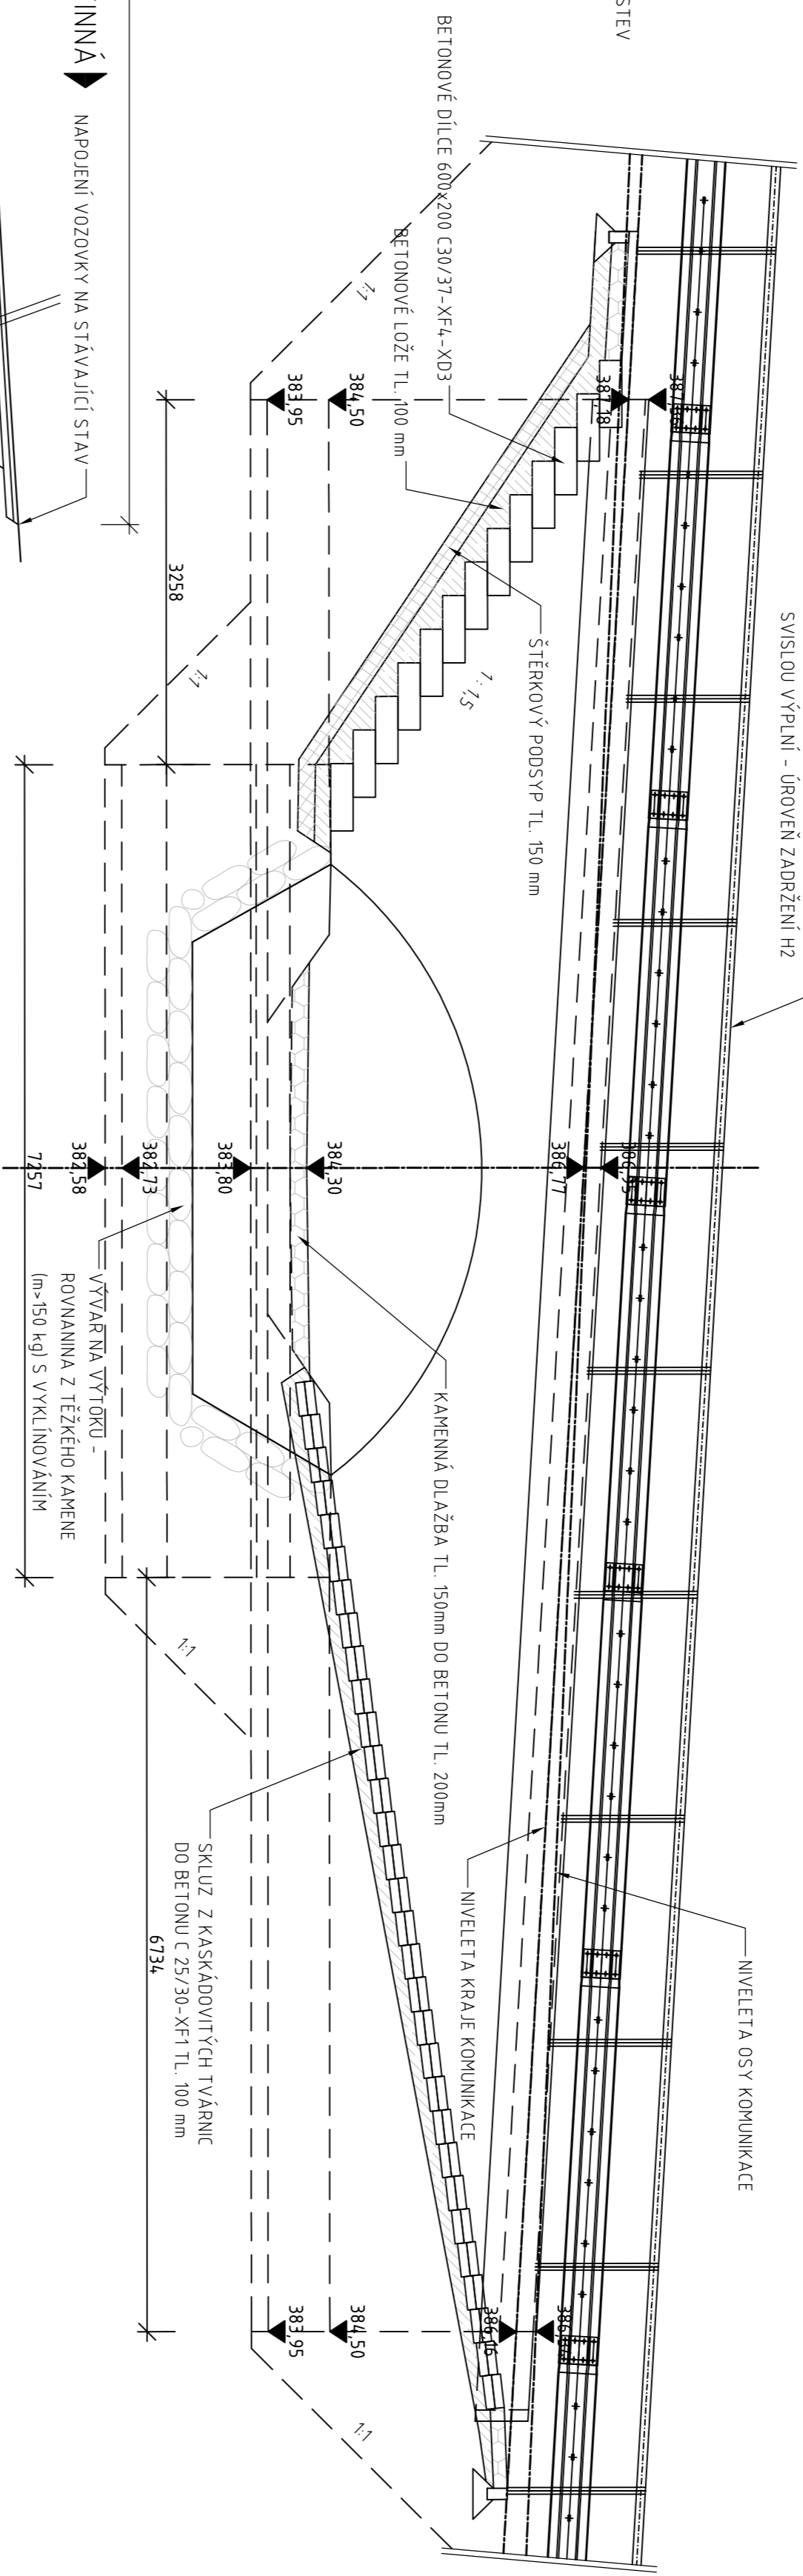 STEV
BETONOVÉ DÍLCE 600x200 C30/37-XF4-XD3
BETONOVÉ LOŽE TL. 100 mm
ŠTĚRKOVÝ PODSYP TL. 150 mm
SVISLOU VÝPLNÍ - ÚROVEŇ ZADRŽENÍ H2
INNÁ
NAPOJENÍ VOZOVKY NA STÁVAJÍCÍ STAV
1:1
1:1
1:1,5
387,18
384,50
383,95
3258
386,77
384,30
383,80
382,73
382,58
7257
VÝVAR NA VÝTOKU -
ROVNANINA Z TĚŽKÉHO KAMENE
(m>150 kg) S VYKLÍNOVÁNÍM
KAMENNÁ DLAŽBA TL. 150mm DO BETONU TL. 200mm
NIVELETA KRAJE KOMUNIKACE
NIVELETA OSY KOMUNIKACE
SKLUZ Z KASKÁDOVITÝCH TVÁRNIC
DO BETONU C 25/30-XF1 TL. 100 mm
1:1
6734
386,16
384,50
383,95
1:1